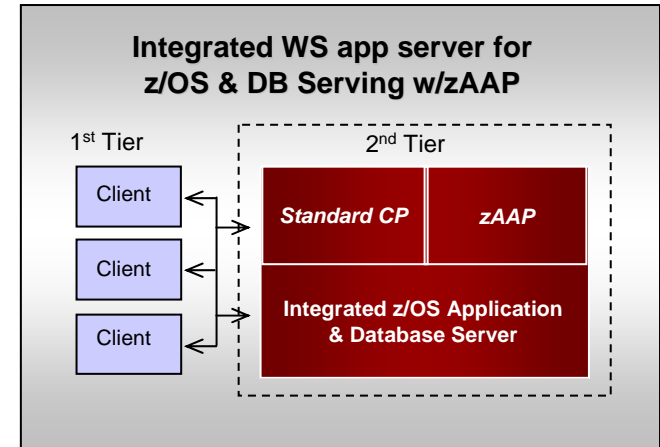 Integrated WS app server for
z/OS & DB Serving w/zAAP
1st Tier
2nd Tier
Client
Client
Client
Standard CP
zAAP
Integrated z/OS Application
& Database Server